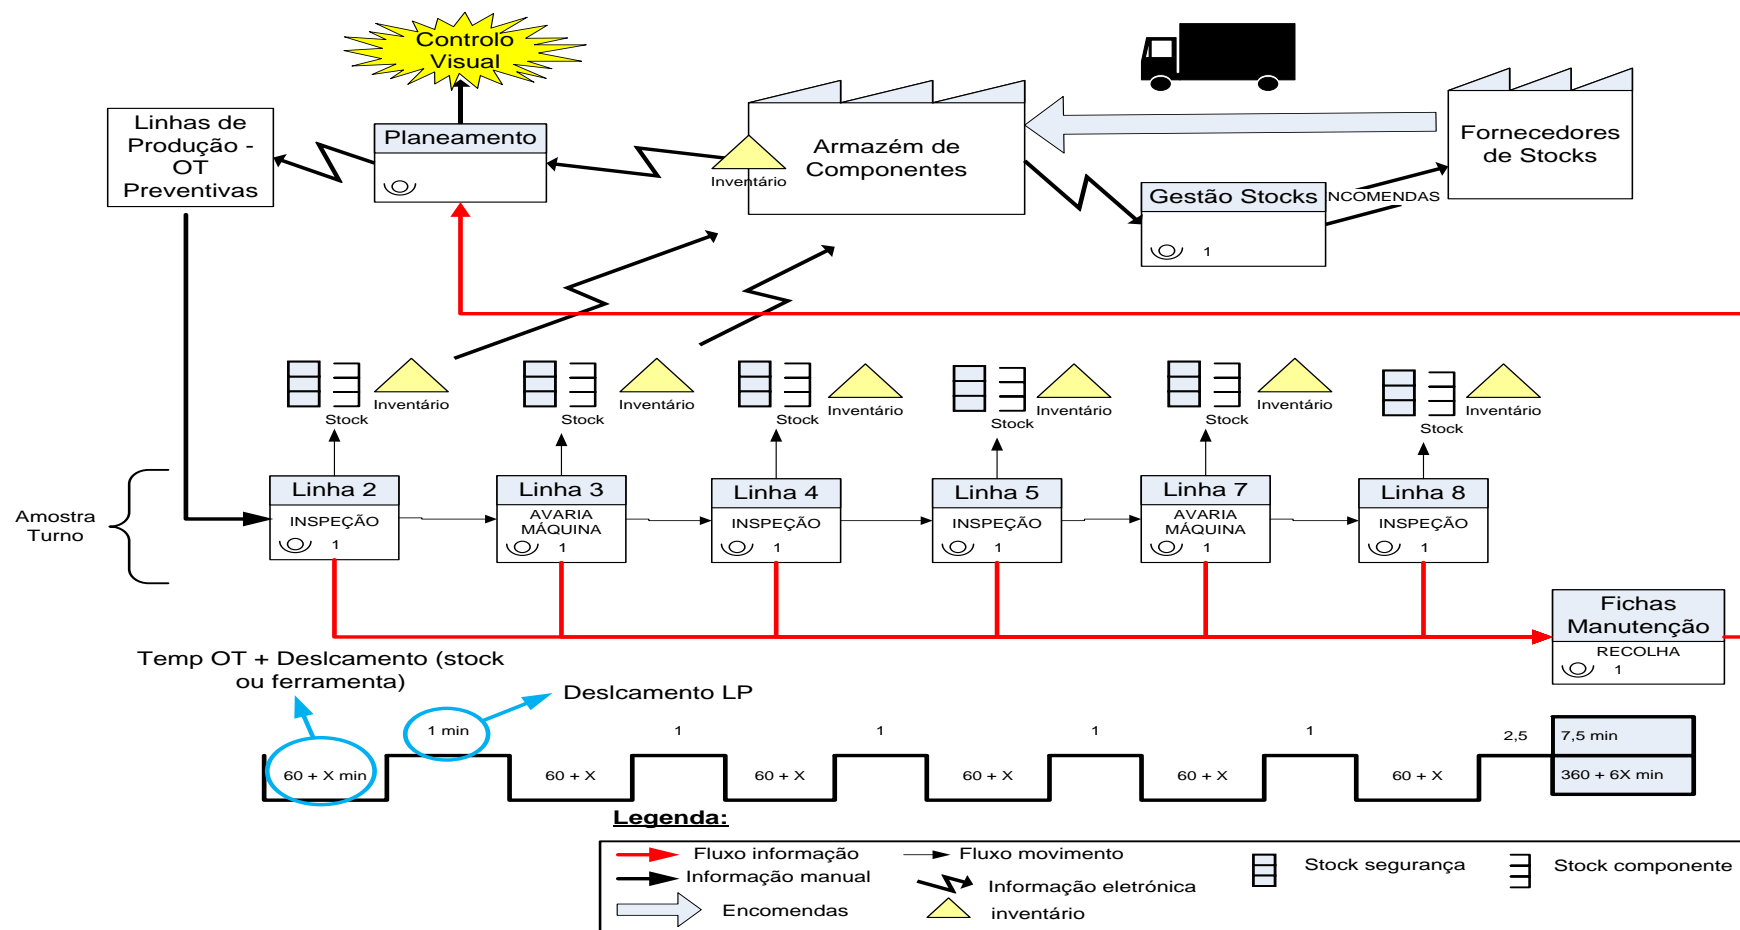 Controlo
Visual
Linhas de
Produção -
OT
Preventivas
Planeamento
Inventário
Armazém de
Componentes
Gestão Stocks
1
NCOMENDAS
Fornecedores
de Stocks
Stock
Inventário
Stock
Inventário
Stock
Inventário
Stock
Inventário
Stock
Inventário
Stock
Inventário
Amostra
Turno
Linha 2
INSPEÇÃO
1
Linha 3
AVARIA
MÁQUINA
1
Linha 4
INSPEÇÃO
1
Linha 5
INSPEÇÃO
1
Linha 7
AVARIA
MÁQUINA
1
Linha 8
INSPEÇÃO
1
Fichas
Manutenção
RECOLHA
1
Temp OT + Deslcamento (stock
ou ferramenta)
Deslcamento LP
1 min
1
1
1
1
2,5
7,5 min
60 + X min
60 + X
60 + X
60 + X
60 + X
60 + X
360 + 6X min
Legenda:
Fluxo informação
Fluxo movimento
Stock segurança
Stock componente
Informação manual
Informação eletrónica
Encomendas
inventário